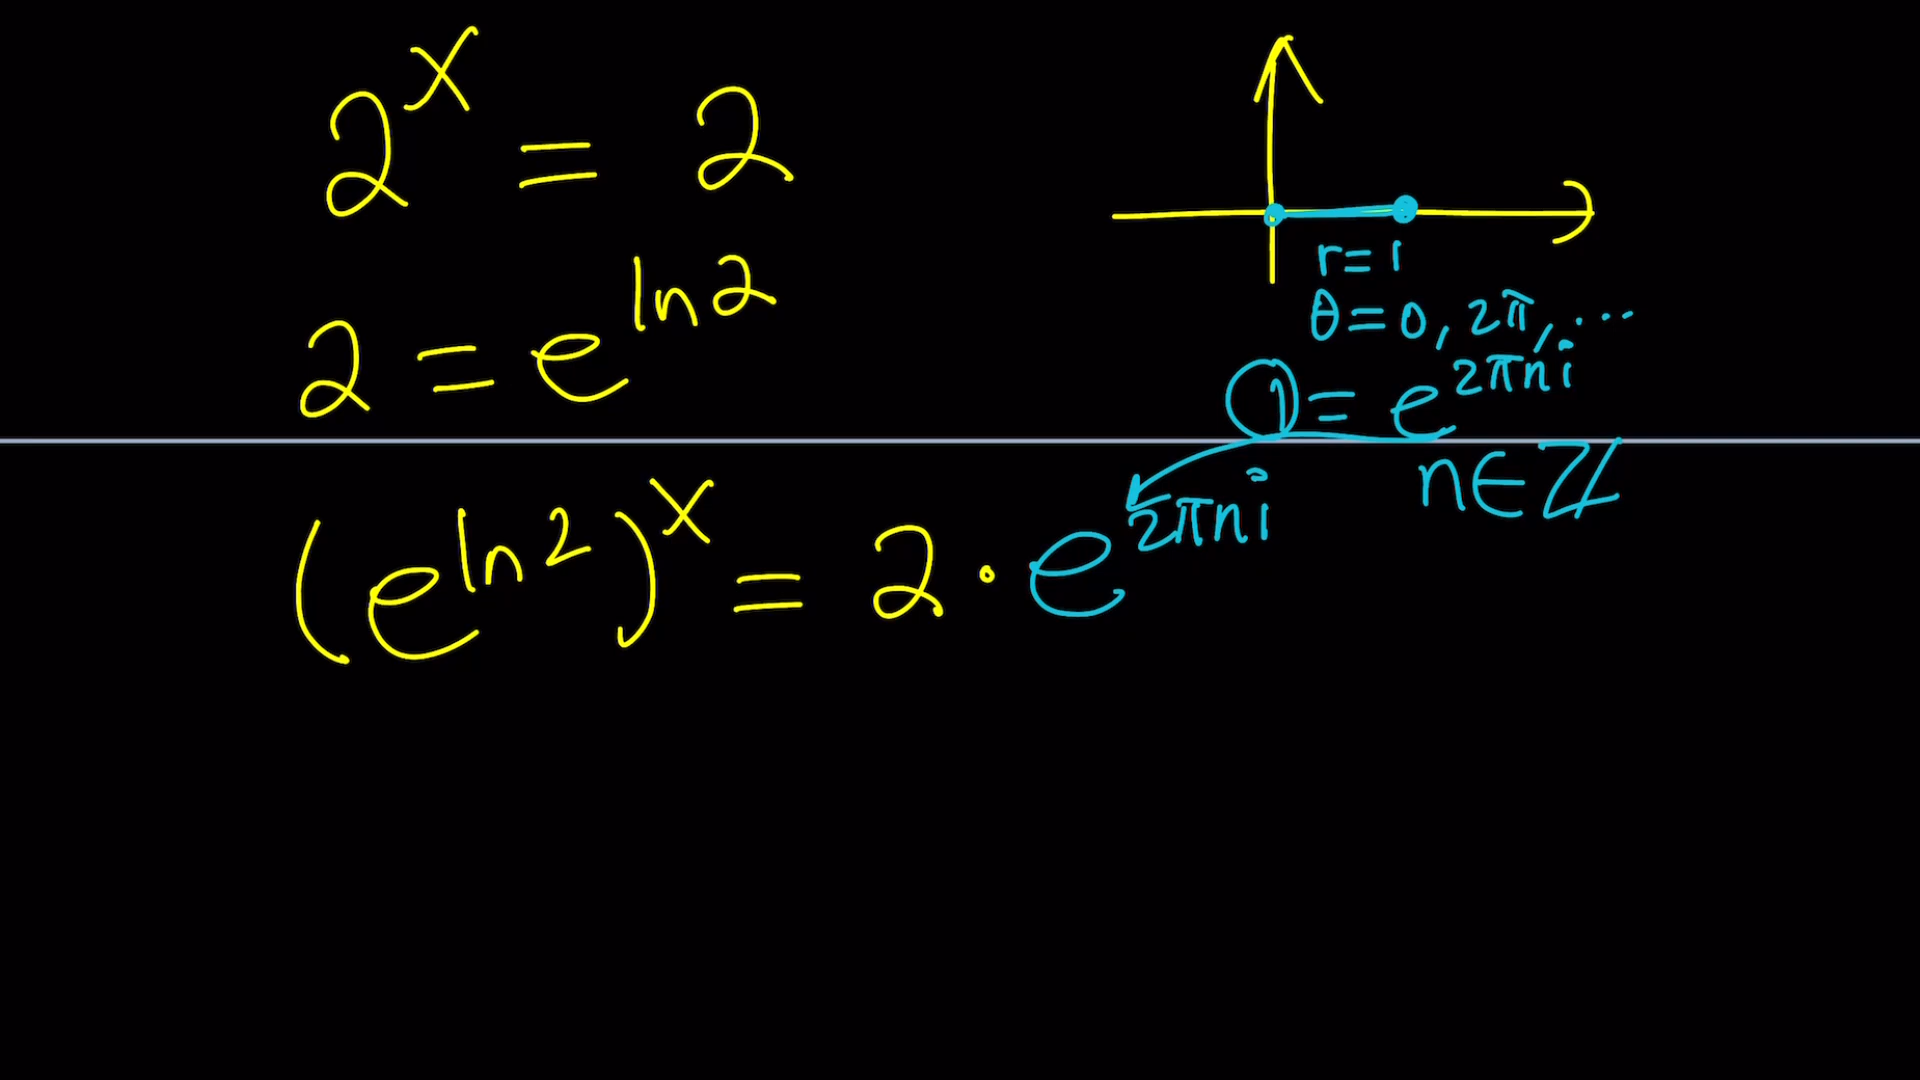 2^x = 2
2 = e^{ln2}
r = 1
θ = 0, 2π, ...
1 = e^{2πni}
n ∈ ℤ
(e^{ln2})^x = 2 · e^{2πni}